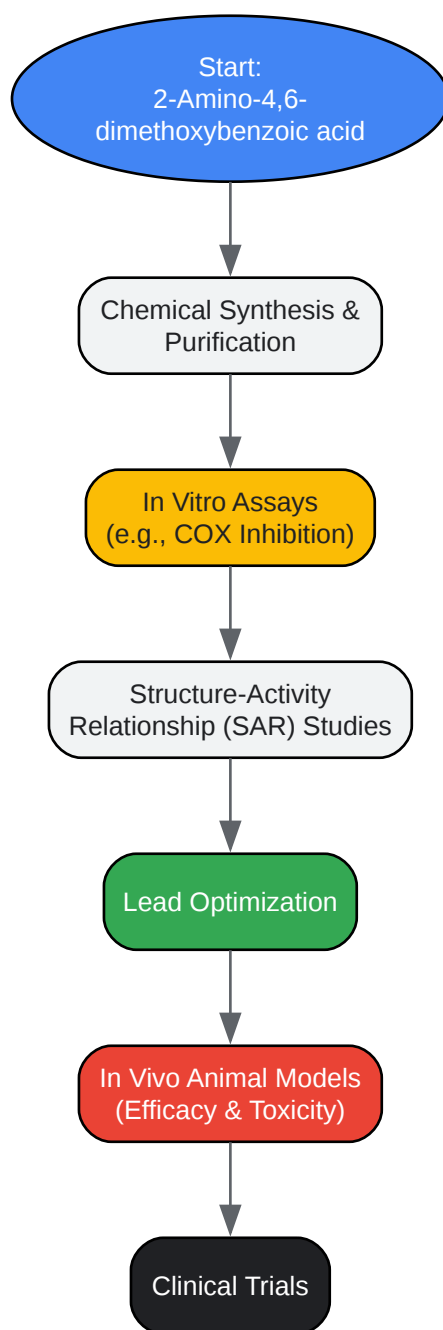 Start:
2-Amino-4,6-
dimethoxybenzoic acid
Chemical Synthesis &
Purification
In Vitro Assays
(e.g., COX Inhibition)
Structure-Activity
Relationship (SAR) Studies
Lead Optimization
In Vivo Animal Models
(Efficacy & Toxicity)
Clinical Trials